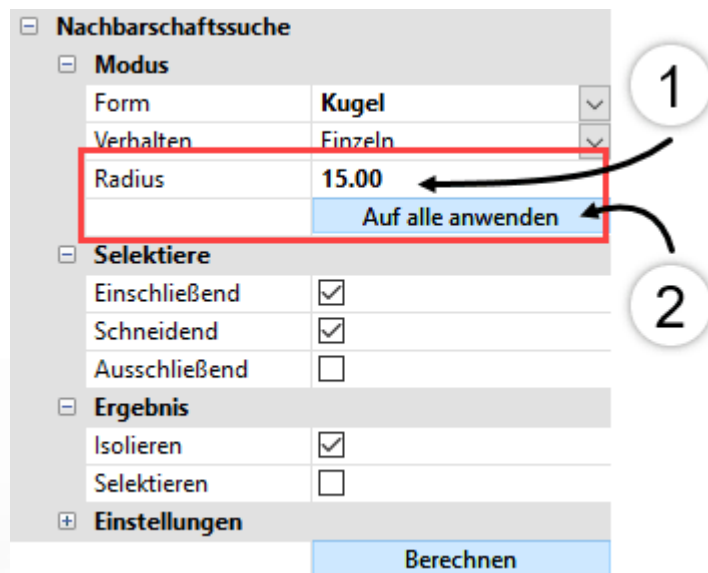 Nachbarschaftssuche
Modus
Form Kugel
1
Verhalten Einzeln
Radius 15.00
Auf alle anwenden
Selektiere
Einschließend
2
Schneidend
Ausschließend
Ergebnis
Isolieren
Selektieren
Einstellungen
Berechnen